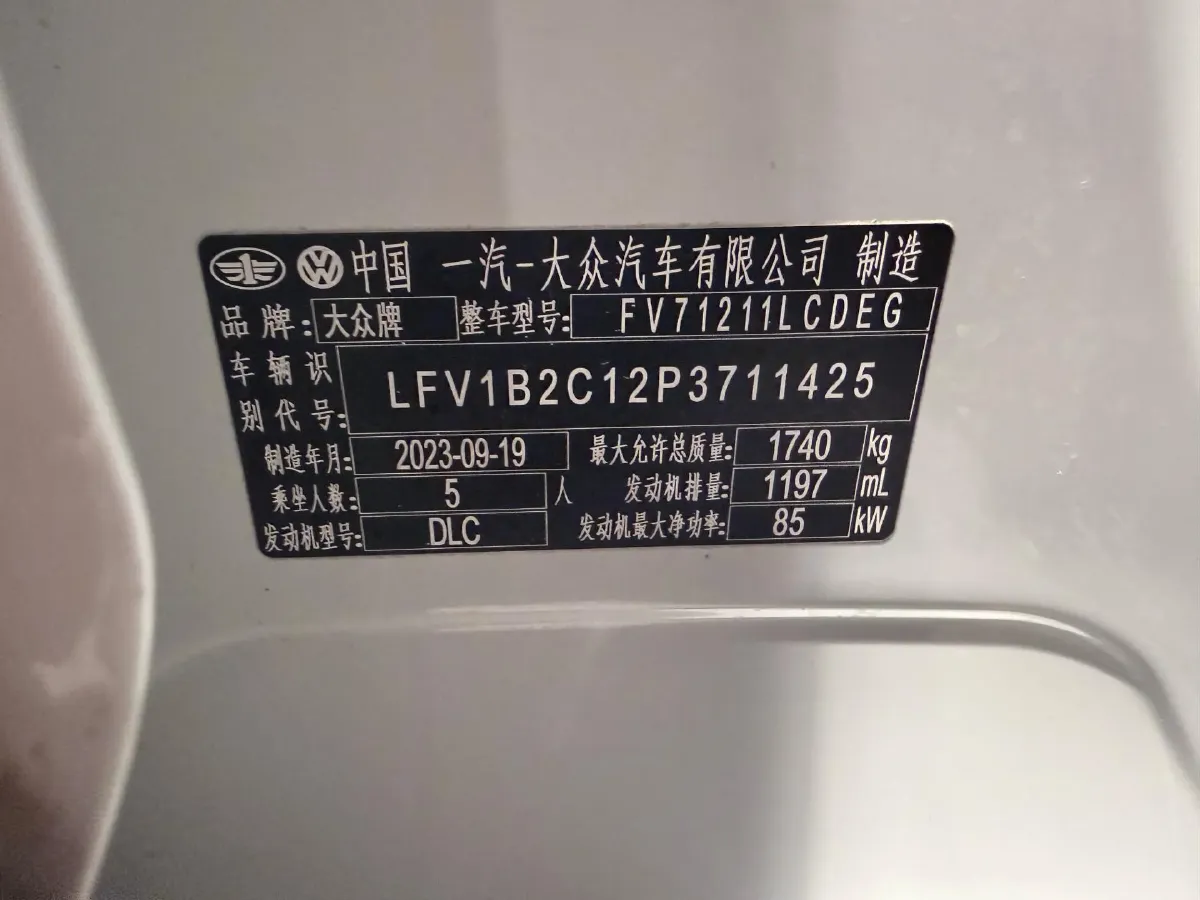 中国 一汽-大众汽车有限公司 制造
品牌: 大众牌 整车型号: FV71211LCDEG
车辆识别代号: LFV1B2C12P3711425
制造年月: 2023-09-19 最大允许总质量: 1740 kg
乘坐人数: 5 人 发动机排量: 1197 mL
发动机型号: DLC 发动机最大净功率: 85 kW